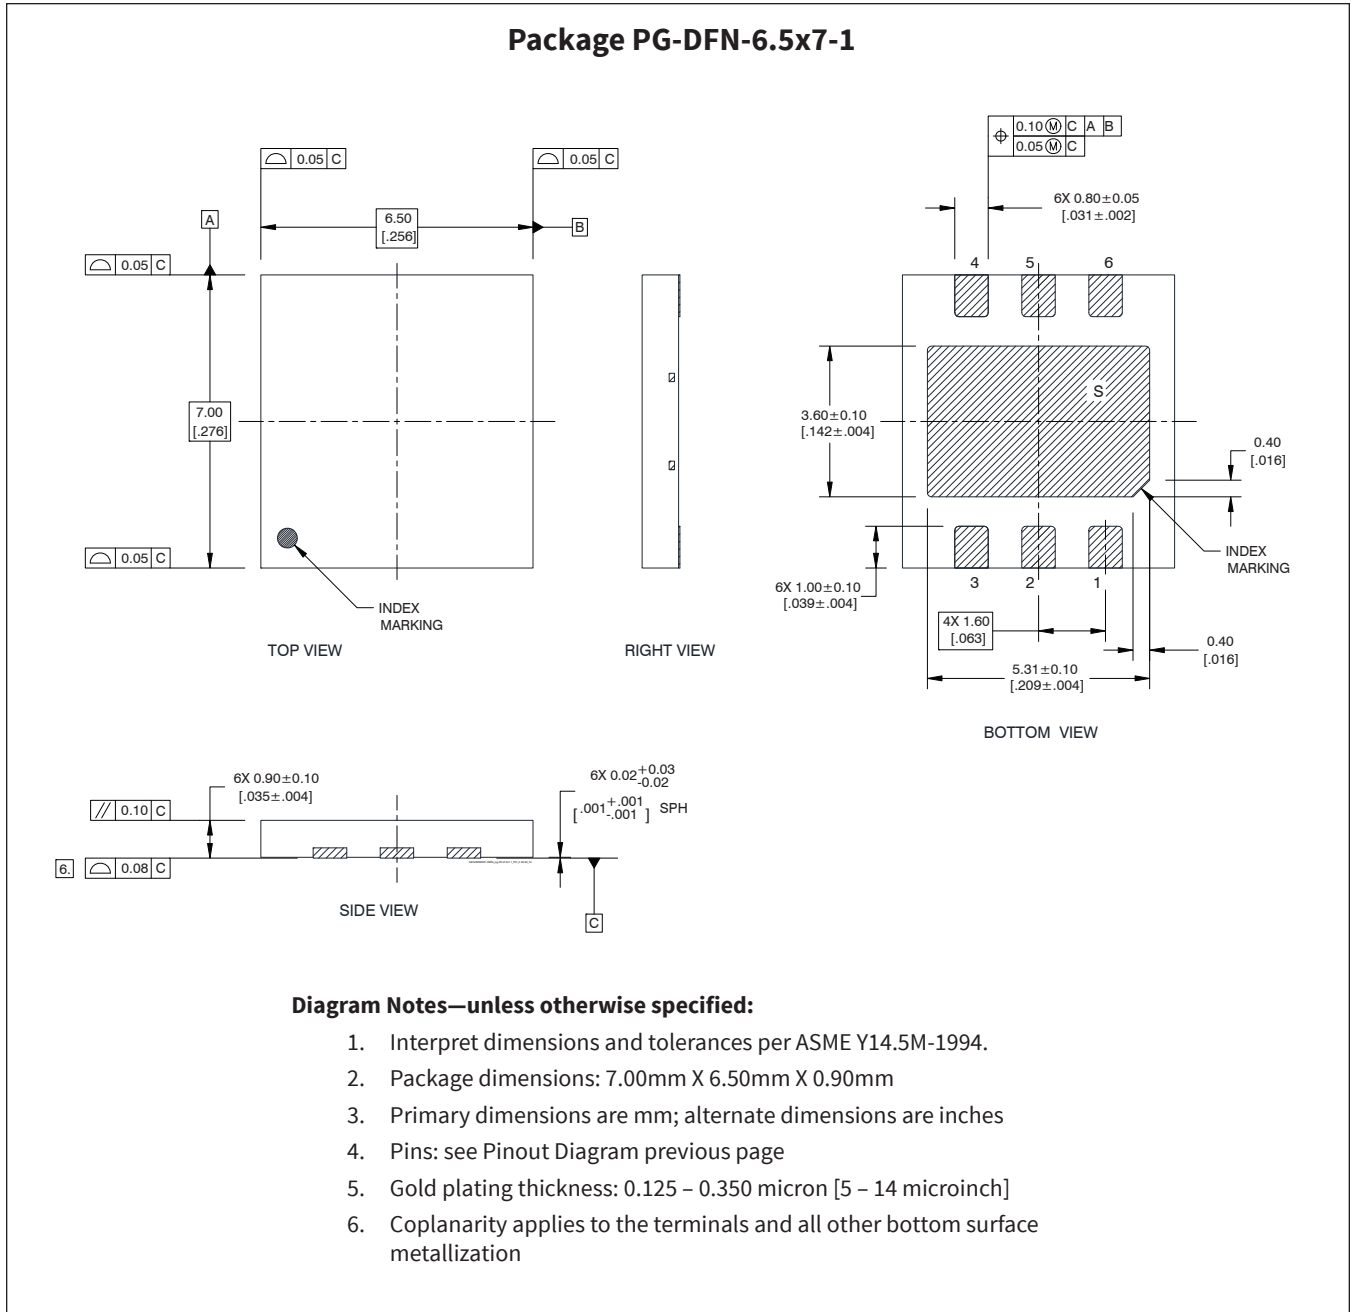 Package PG-DFN-6.5x7-1
0.10 Ⓜ C A B
0.05 Ⓜ C
0.05 C
0.05 C
6X 0.80±0.05
[.031±.002]
A
6.50
[.256]
B
0.05 C
4 5 6
S
7.00
[.276]
3.60±0.10
[.142±.004]
0.40
[.016]
0.05 C
INDEX
MARKING
6X 1.00±0.10
[.039±.004]
3 2 1
INDEX
MARKING
4X 1.60
[.063]
0.40
[.016]
5.31±0.10
[.209±.004]
TOP VIEW
RIGHT VIEW
BOTTOM VIEW
6X 0.90±0.10
[.035±.004]
6X 0.02+0.03
-0.02
[.001+.001
-.001] SPH
// 0.10 C
6. 0.08 C
SIDE VIEW
C
Diagram Notes—unless otherwise specified:
1. Interpret dimensions and tolerances per ASME Y14.5M-1994.
2. Package dimensions: 7.00mm X 6.50mm X 0.90mm
3. Primary dimensions are mm; alternate dimensions are inches
4. Pins: see Pinout Diagram previous page
5. Gold plating thickness: 0.125 – 0.350 micron [5 – 14 microinch]
6. Coplanarity applies to the terminals and all other bottom surface
metallization